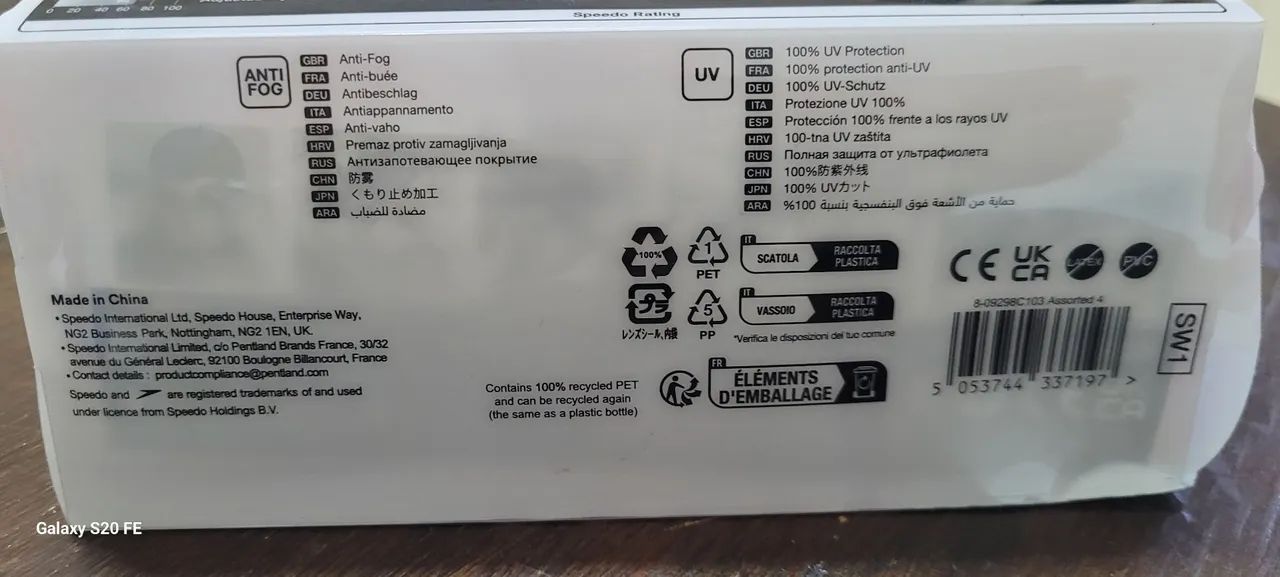 0 20 40 60 80 100
Speedo Rating
ANTI
FOG
GBR Anti-Fog
FRA Anti-buée
DEU Antibeschlag
ITA Antiappannamento
ESP Anti-vaho
HRV Premaz protiv zamagljivanja
RUS Антизапотевающее покрытие
CHN 防雾
JPN くもり止め加工
ARA مضادة للضباب
UV
GBR 100% UV Protection
FRA 100% protection anti-UV
DEU 100% UV-Schutz
ITA Protezione UV 100%
ESP Protección 100% frente a los rayos UV
HRV 100-tna UV zaštita
RUS Полная защита от ультрафиолета
CHN 100%防紫外线
JPN 100% UVカット
ARA حماية من الأشعة فوق البنفسجية بنسبة 100%
Made in China
• Speedo International Ltd, Speedo House, Enterprise Way,
NG2 Business Park, Nottingham, NG2 1EN, UK.
• Speedo International Limited, c/o Pentland Brands France, 30/32
avenue du Général Leclerc, 92100 Boulogne Billancourt, France
• Contact details : productcompliance@pentland.com
Speedo and are registered trademarks of and used
under licence from Speedo Holdings B.V.
Contains 100% recycled PET
and can be recycled again
(the same as a plastic bottle)
100%
1
PET
IT
SCATOLA
RACCOLTA
PLASTICA
プラ
レンズシール、内袋
5
PP
IT
VASSOIO
RACCOLTA
PLASTICA
*Verifica le disposizioni del tuo comune
FR
ÉLÉMENTS
D'EMBALLAGE
CE
UK
CA
LATEX
PVC
8-09298C103 Assorted 4
5 053744 337197 >
SW1
Galaxy S20 FE